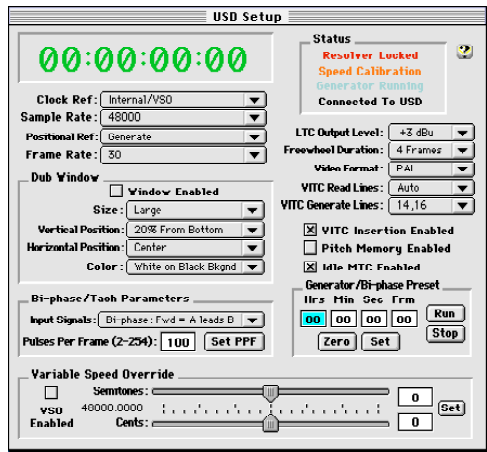 USD Setup
00:00:00:00
Clock Ref: Internal/VSO
Sample Rate: 48000
Positional Ref: Generate
Frame Rate: 30
Dub Window
Window Enabled
Size: Large
Vertical Position: 20% From Bottom
Horizontal Position: Center
Color: White on Black Bkgnd
Bi-phase/Tach Parameters
Input Signals: Bi-phase: Fwd = A leads B
Pulses Per Frame (2-254): 100 Set PPF
Status
Resolver Locked
Speed Calibration
Generator Running
Connected To USD
?
LTC Output Level: +3 dBu
Freewheel Duration: 4 Frames
Video Format: PAL
VITC Read Lines: Auto
VITC Generate Lines: 14,16
VITC Insertion Enabled
Pitch Memory Enabled
Idle MTC Enabled
Generator/Bi-phase Preset
Hrs Min Sec Frm
00 00 00 00 Run
Zero Set Stop
Variable Speed Override
Semitones: 0
VSO Enabled
40000.0000
Cents: 0
Set